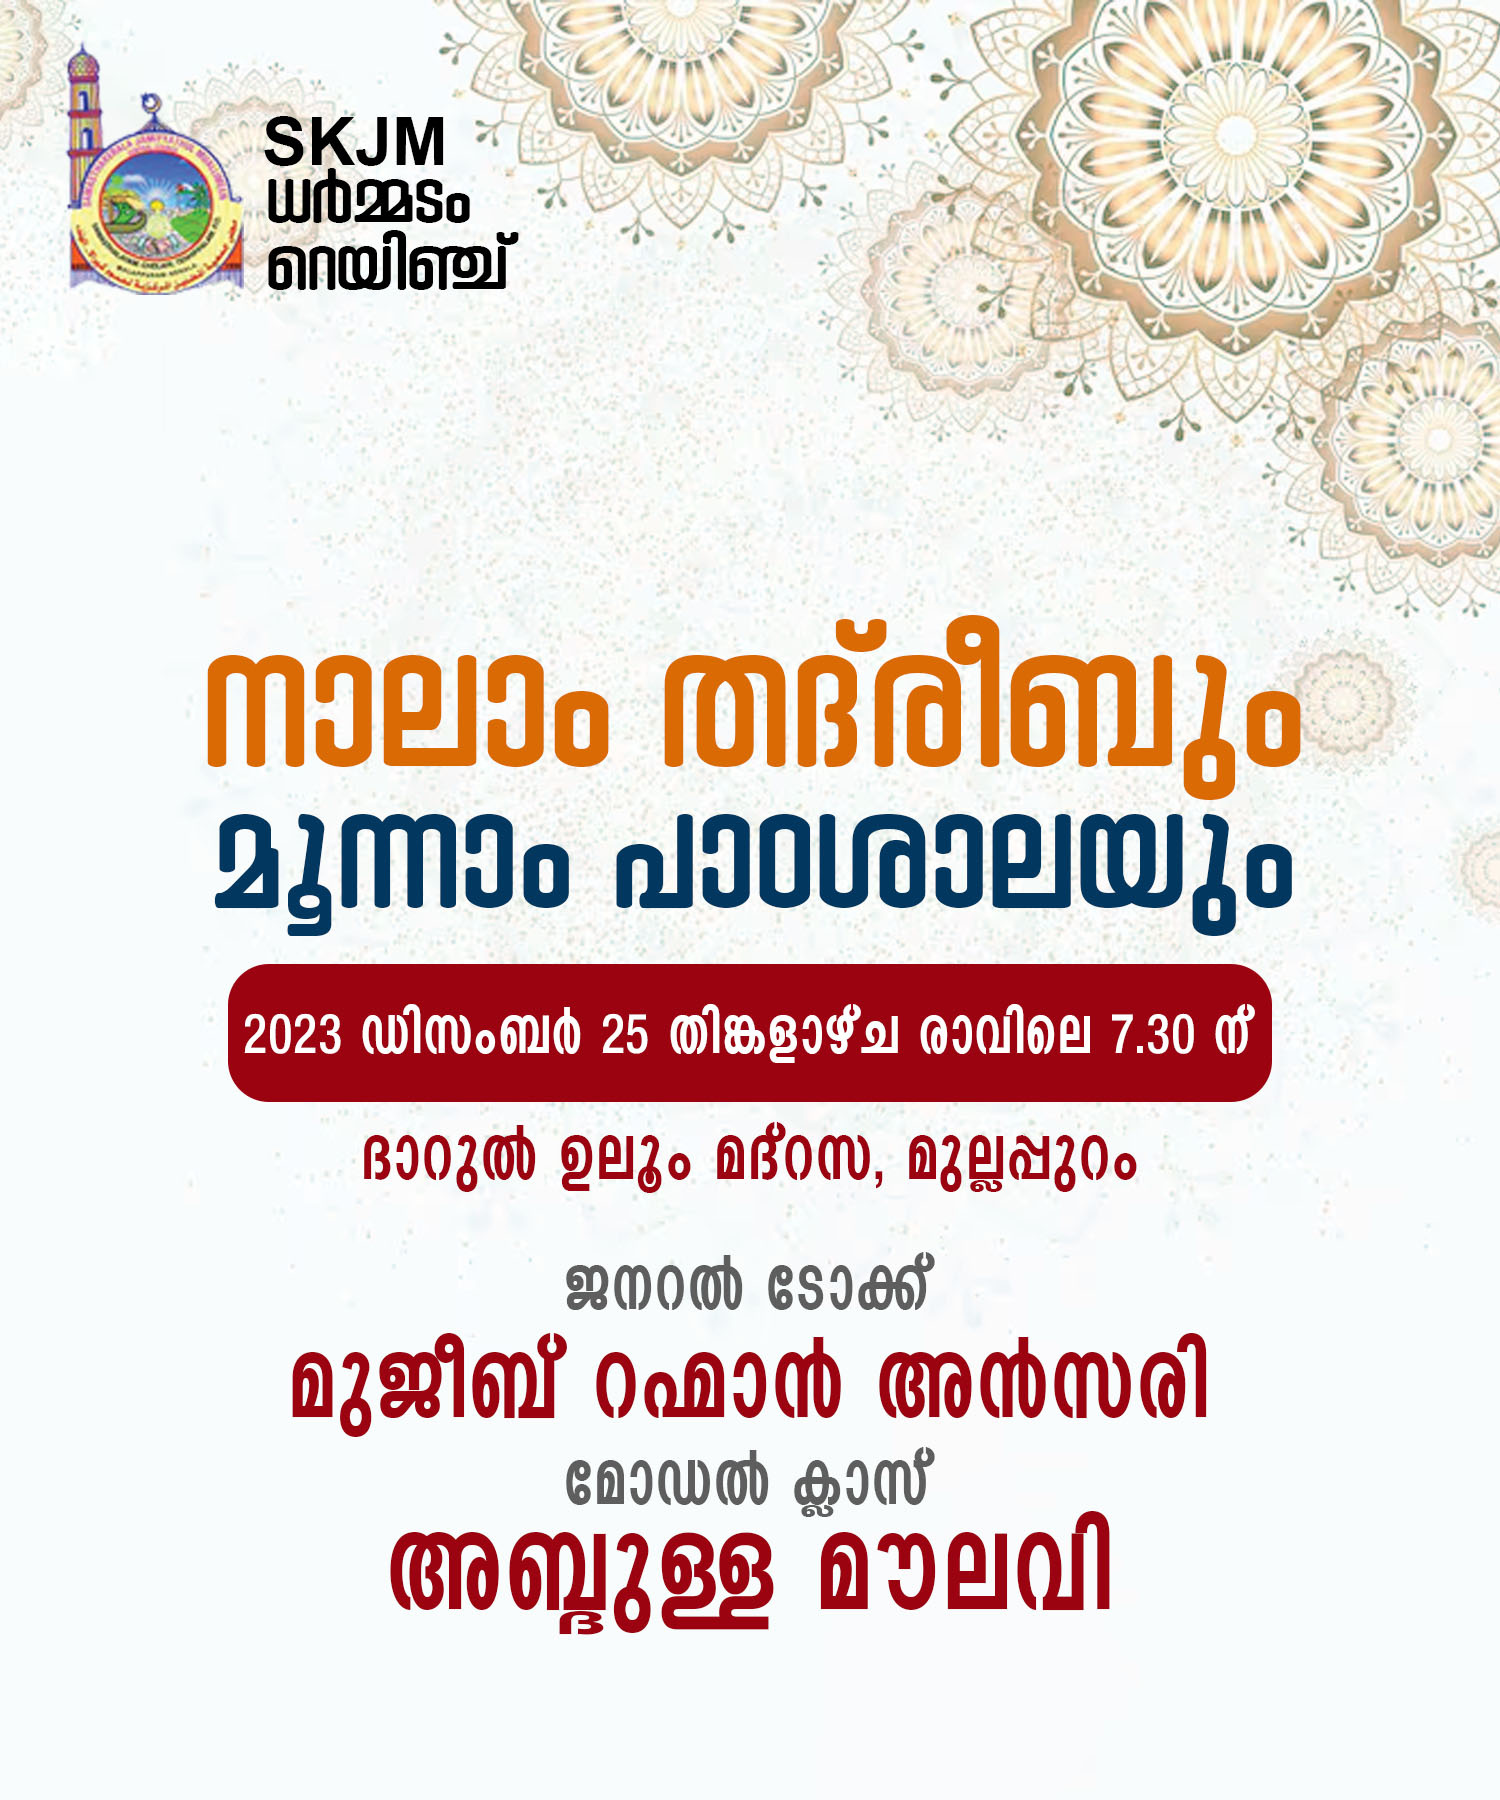 SKJM
ധർമ്മടം
റെയിഞ്ച്
നാലാം തദ്‌രീബും
മൂന്നാം പാഠശാലയും
2023 ഡിസംബർ 25 തിങ്കളാഴ്ച രാവിലെ 7.30 ന്
ദാറുൽ ഉലൂം മദ്റസ, മുല്ലപ്പുറം
ജനറൽ ടോക്ക്
മുജീബ് റഹ്മാൻ അൻസരി
മോഡൽ ക്ലാസ്
അബ്ദുള്ള മൗലവി